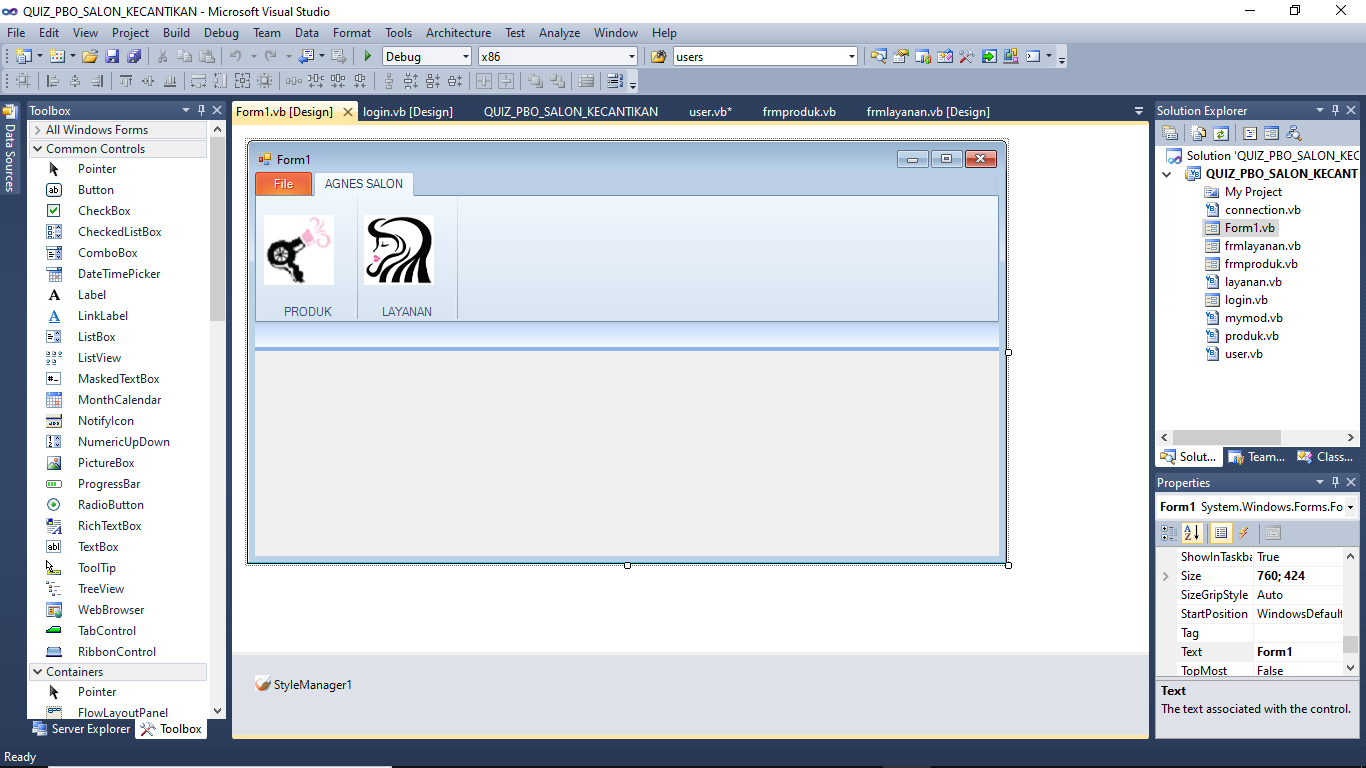 QUIZ_PBO_SALON_KECANTIKAN - Microsoft Visual Studio
File Edit View Project Build Debug Team Data Format Tools Architecture Test Analyze Window Help
Debug x86 users
Data Sources
Toolbox
All Windows Forms
Common Controls
Pointer
Button
CheckBox
CheckedListBox
ComboBox
DateTimePicker
Label
LinkLabel
ListBox
ListView
MaskedTextBox
MonthCalendar
NotifyIcon
NumericUpDown
PictureBox
ProgressBar
RadioButton
RichTextBox
TextBox
ToolTip
TreeView
WebBrowser
TabControl
RibbonControl
Containers
Pointer
FlowLayoutPanel
Server Explorer Toolbox
Form1.vb [Design] login.vb [Design] QUIZ_PBO_SALON_KECANTIKAN user.vb* frmproduk.vb frmlayanan.vb [Design]
Form1
File AGNES SALON
PRODUK LAYANAN
StyleManager1
Solution Explorer
Solution 'QUIZ_PBO_SALON_KEC
QUIZ_PBO_SALON_KECANT
My Project
connection.vb
Form1.vb
frmlayanan.vb
frmproduk.vb
layanan.vb
login.vb
mymod.vb
produk.vb
user.vb
Solut... Team... Class...
Properties
Form1 System.Windows.Forms.Fo
ShowInTaskba True
Size 760; 424
SizeGripStyle Auto
StartPosition WindowsDefault
Tag
Text Form1
TopMost False
Text
The text associated with the control.
Ready